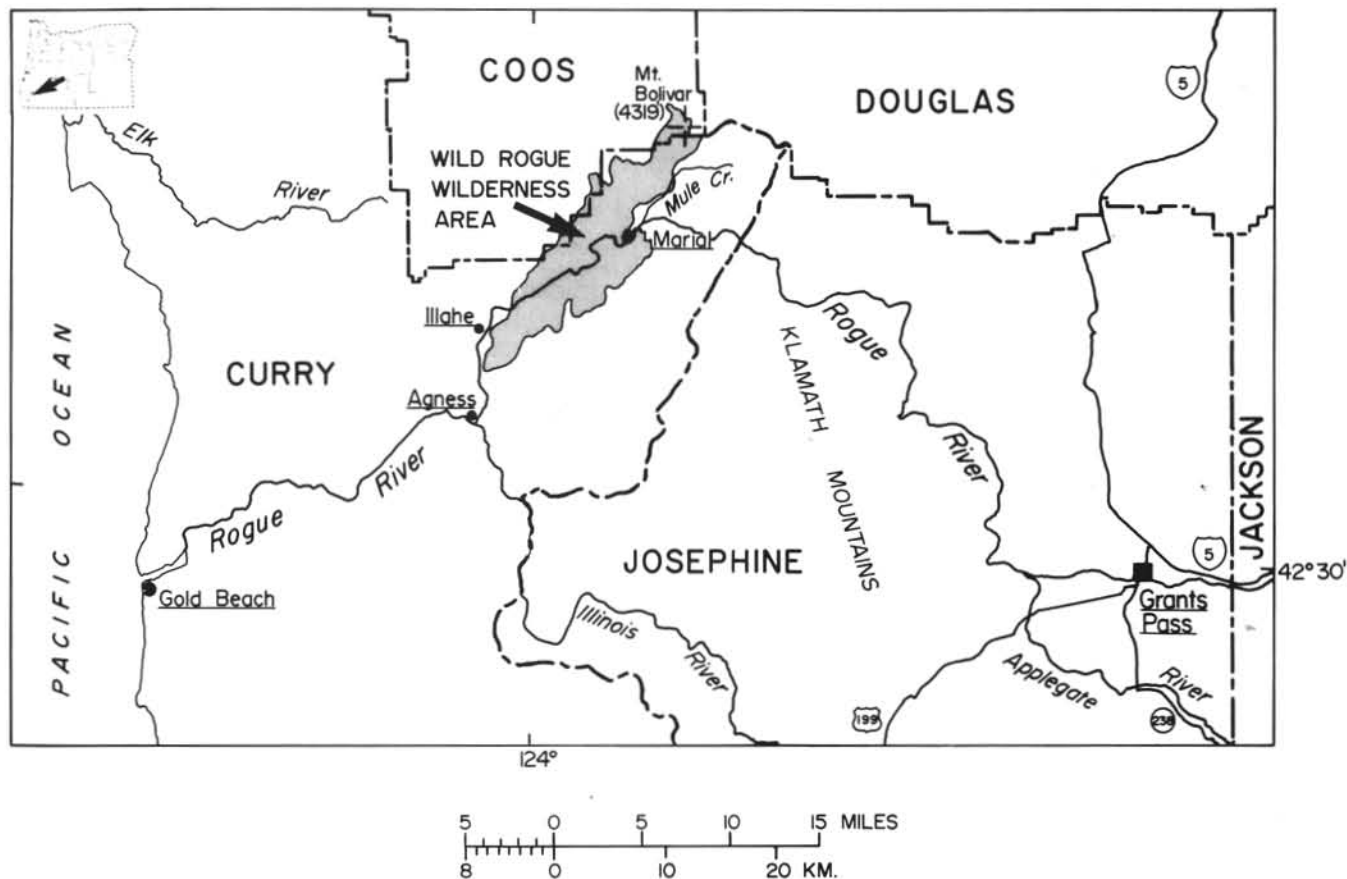 COOS
Mt.
Bolivar
(4319)
DOUGLAS
5
Elk
River
WILD ROGUE
WILDERNESS
AREA
Mule Cr.
Marial
Illahe
CURRY
Agness
Rogue
River
KLAMATH
MOUNTAINS
Rogue
River
PACIFIC OCEAN
JACKSON
JOSEPHINE
5
42°30'
Gold Beach
Grants
Pass
Illinois
River
Applegate
River
199
238
124°
5 0 5 10 15 MILES
8 0 10 20 KM.